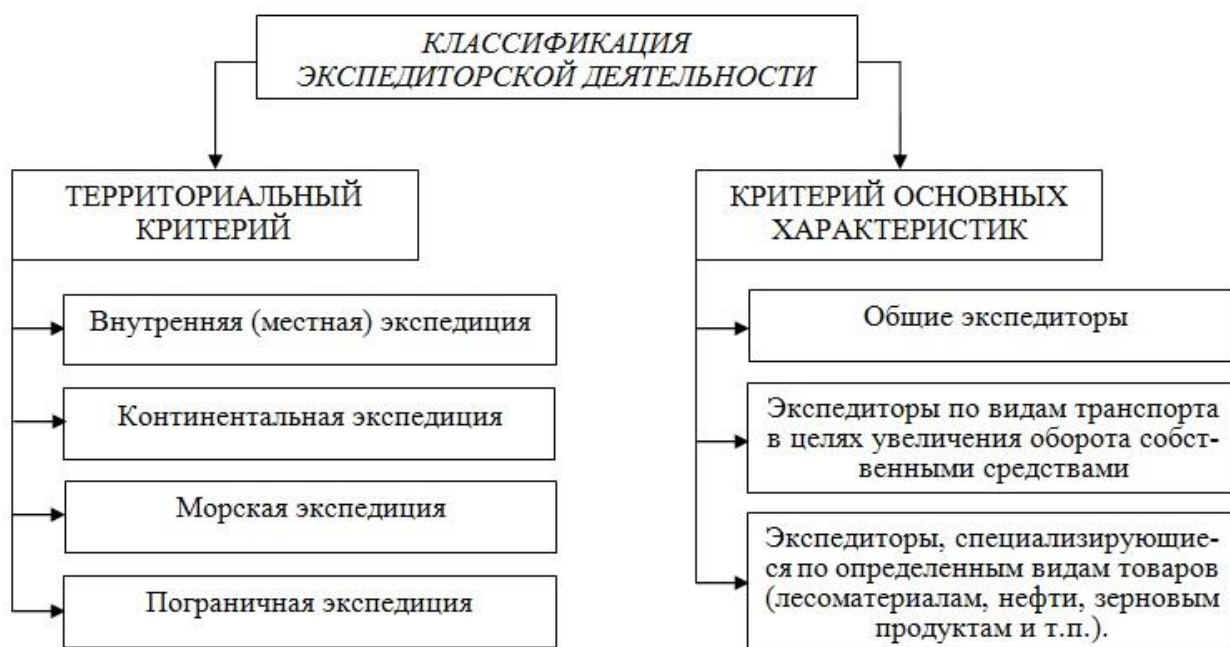 КЛАССИФИКАЦИЯ
ЭКСПЕДИТОРСКОЙ ДЕЯТЕЛЬНОСТИ
ТЕРРИТОРИАЛЬНЫЙ
КРИТЕРИЙ
Внутренняя (местная) экспедиция
Континентальная экспедиция
Морская экспедиция
Пограничная экспедиция
КРИТЕРИЙ ОСНОВНЫХ
ХАРАКТЕРИСТИК
Общие экспедиторы
Экспедиторы по видам транспорта
в целях увеличения оборота собст-
венными средствами
Экспедиторы, специализирующие-
ся по определенным видам товаров
(лесоматериалам, нефти, зерновым
продуктам и т.п.).